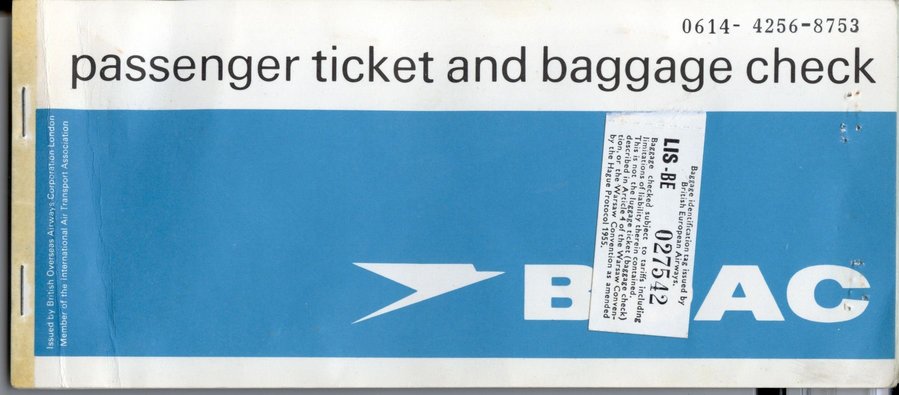 0614- 4256-8753
passenger ticket and baggage check
Issued by British Overseas Airways Corporation London
Member of the International Air Transport Association
Baggage identification tag issued by
British European Airways.
LIS-BE 027542
Baggage checked subject to tariffs including
limitations of liability therein contained.
This is not the luggage ticket (baggage check)
described in Article 4 of the Warsaw Conven-
tion, or the Warsaw Convention as amended
by the Hague Protocol 1955.
B AC